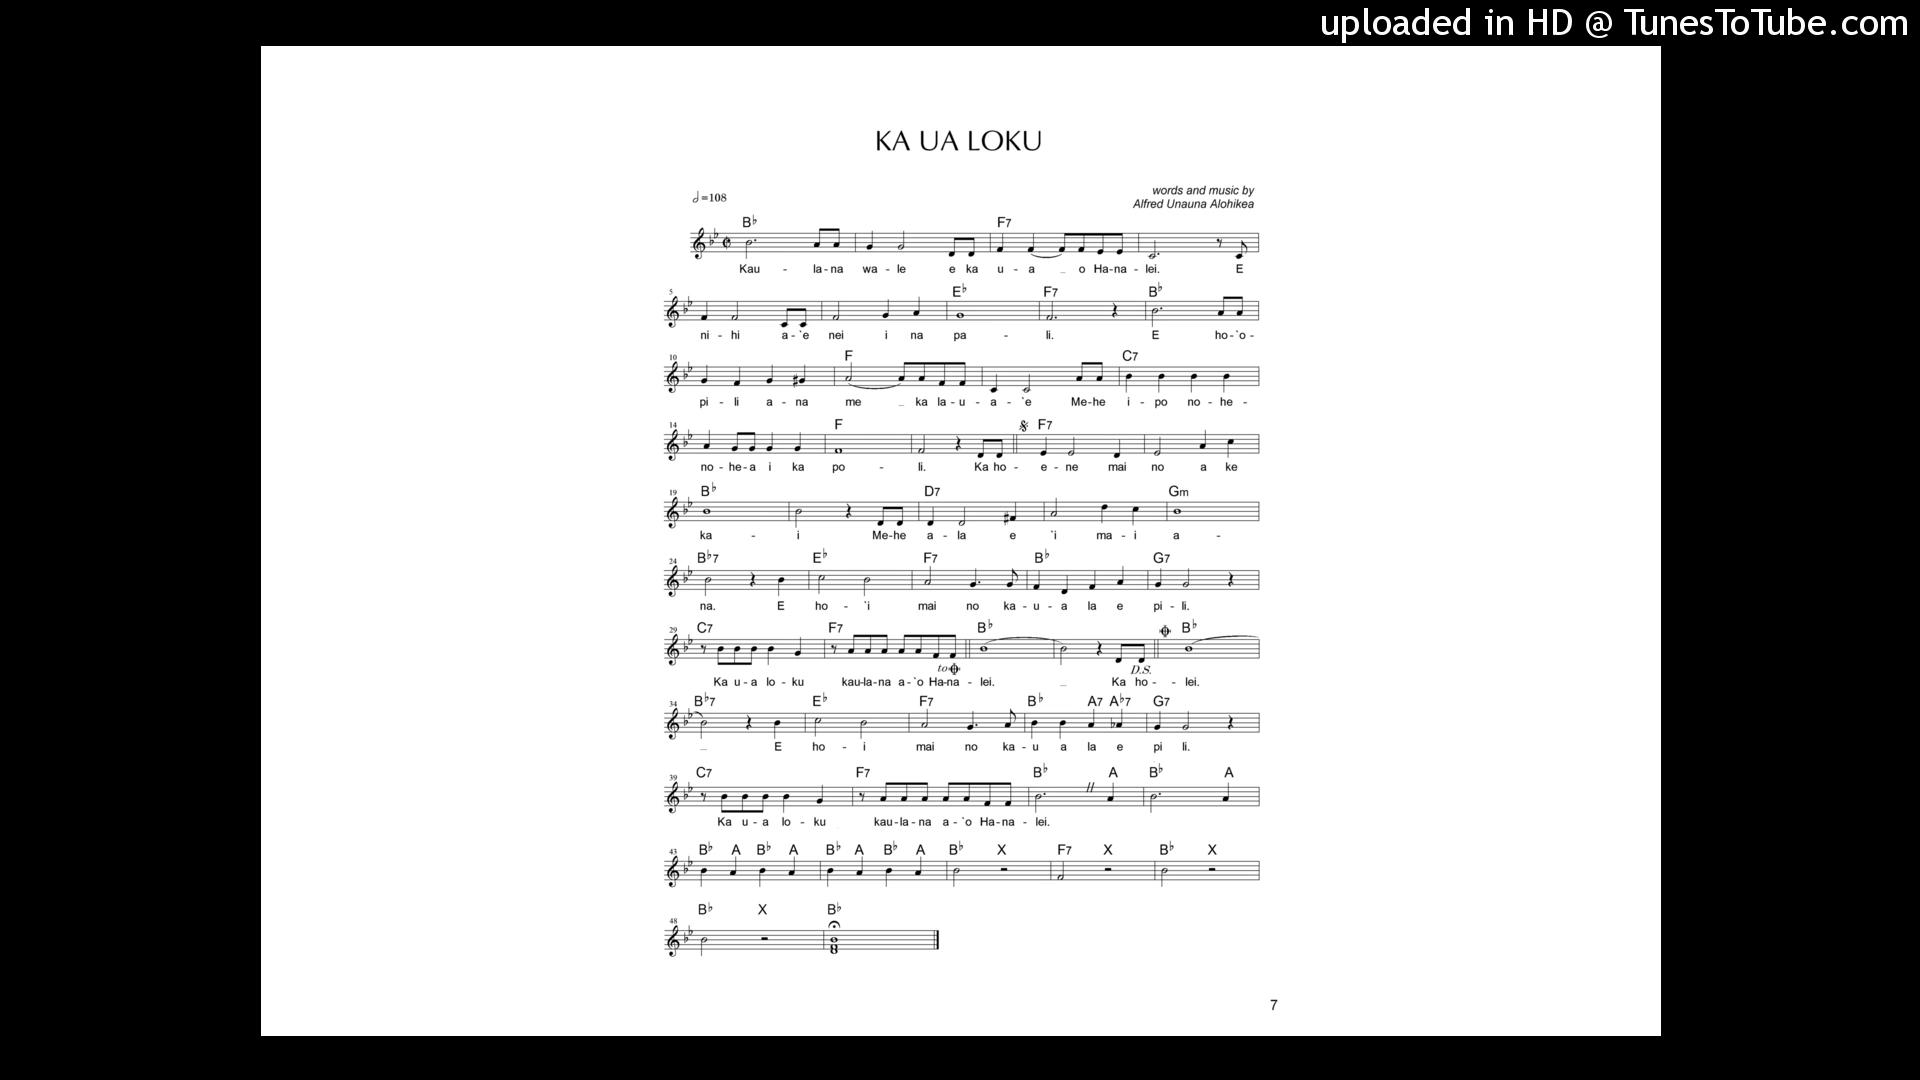 uploaded in HD @ TunesToTube.com
KA UA LOKU
=108
words and music by
Alfred Unauna Alohikea
B♭ F7
Kau - la - na wa - le e ka u - a _ o Ha-na - lei. E
5
E♭ F7 B♭
ni - hi a - `e nei i na pa - li. E ho-`o-
10
F C7
pi - li a - na me _ ka la - u - a - `e Me-he i - po no - he -
14
F F7
no - he - a i ka po - li. Ka ho - e - ne mai no a ke
19
B♭ D7 Gm
ka - i Me-he a - la e `i ma - i a -
24
B♭7 E♭ F7 B♭ G7
na. E ho - `i mai no ka - u - a la e pi - li.
29
C7 F7 B♭ B♭
to D.S.
Ka u - a lo - ku kau-la-na a-`o Ha-na - lei. _ Ka ho - - lei.
34
B♭7 E♭ F7 B♭ A7 A♭7 G7
_ E ho - i mai no ka - u a la e pi li.
39
C7 F7 B♭ A B♭ A
Ka u - a lo - ku kau-la-na a-`o Ha-na - lei.
43
B♭ A B♭ A B♭ A B♭ A B♭ X F7 X B♭ X
48
B♭ X B♭
7